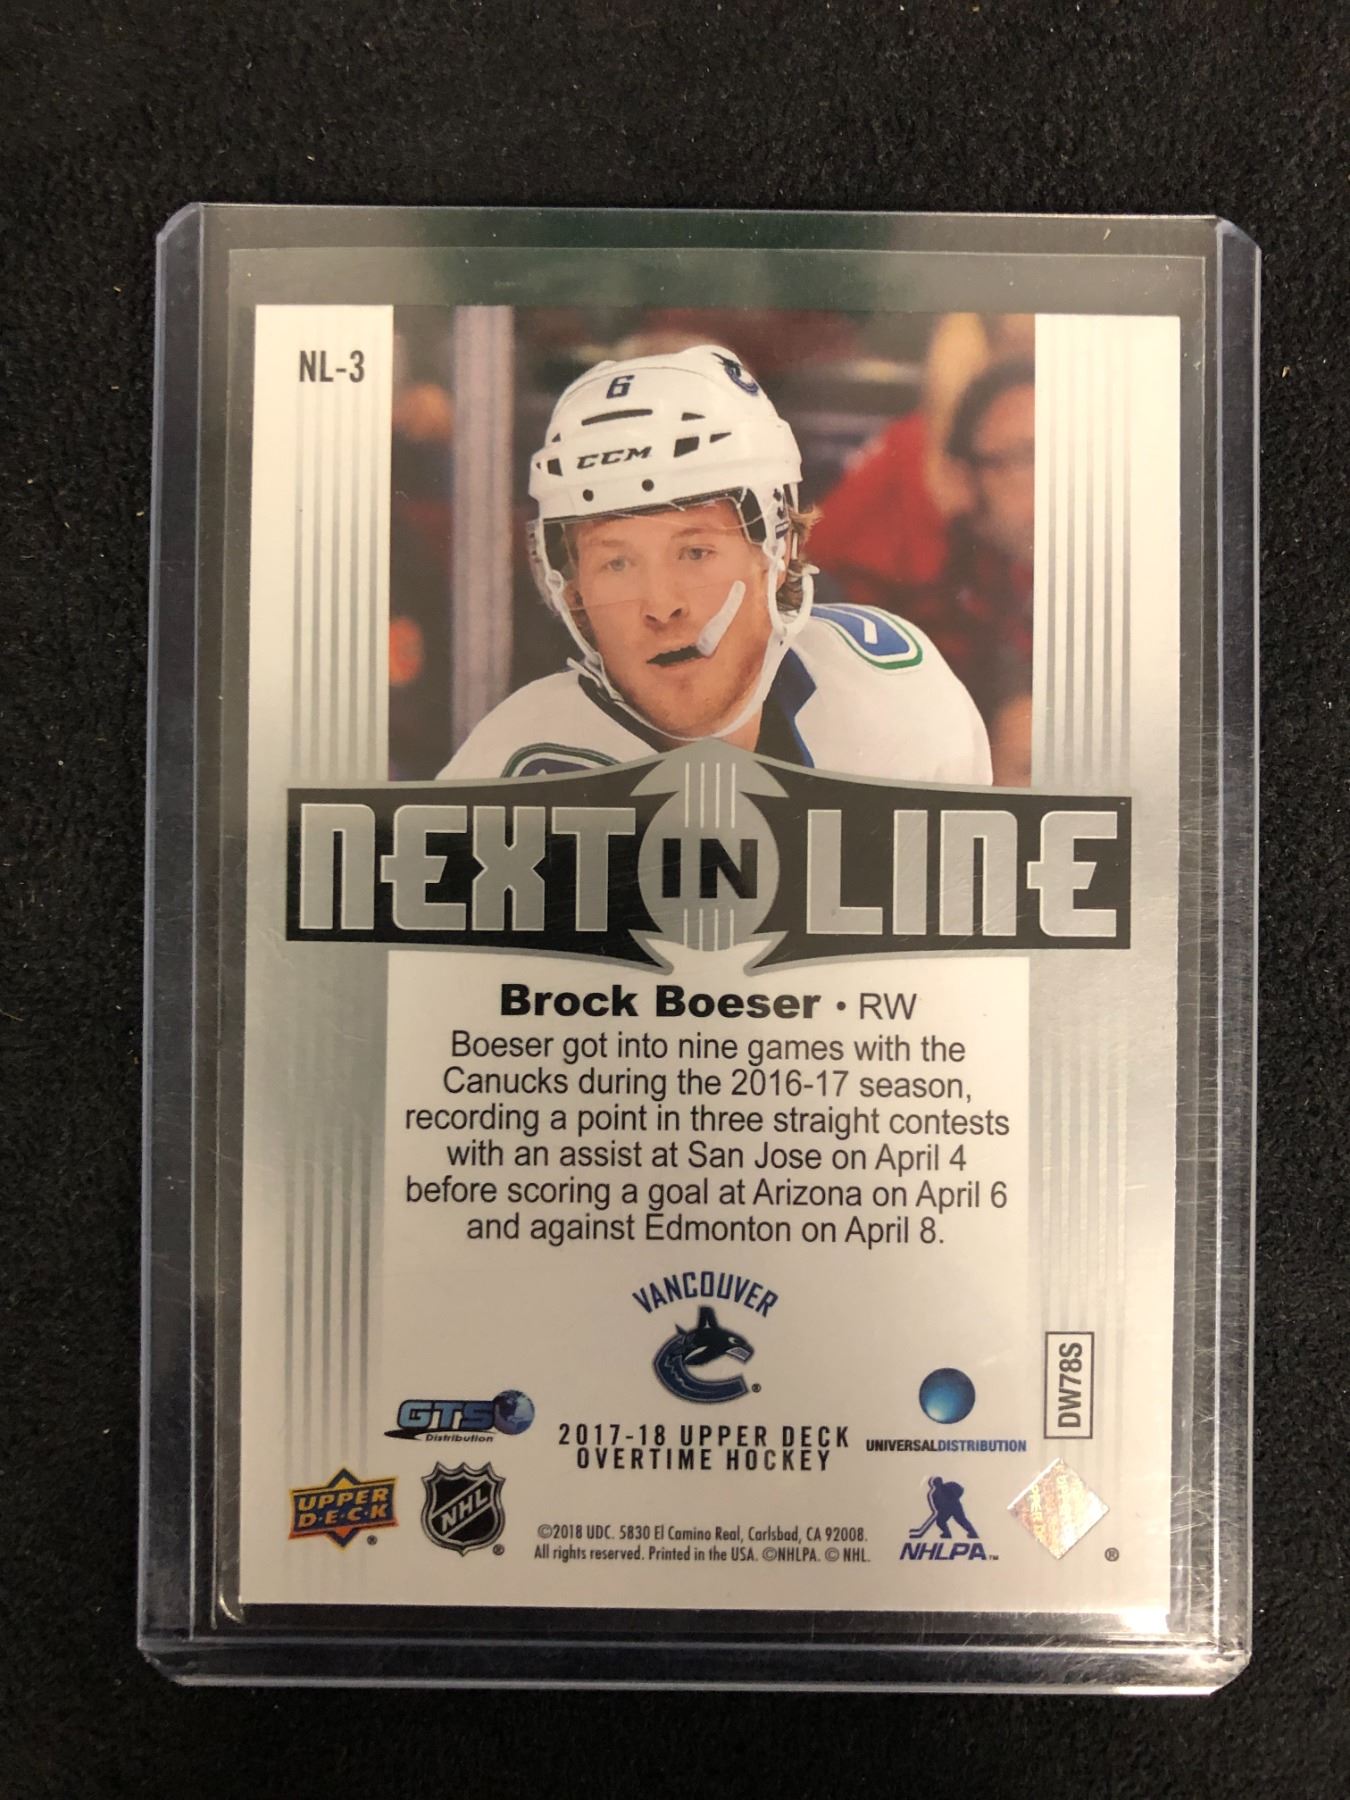 NL-3
6
CCM
NEXT IN LINE
Brock Boeser • RW
Boeser got into nine games with the
Canucks during the 2016-17 season,
recording a point in three straight contests
with an assist at San Jose on April 4
before scoring a goal at Arizona on April 6
and against Edmonton on April 8.
VANCOUVER
®
DW78S
GTS
Distribution
2017-18 UPPER DECK
OVERTIME HOCKEY
UNIVERSALDISTRIBUTION
UPPER
D·E·C·K
®
NHL
®
©2018 UDC. 5830 El Camino Real, Carlsbad, CA 92008.
All rights reserved. Printed in the USA. ©NHLPA. © NHL.
NHLPA™
®